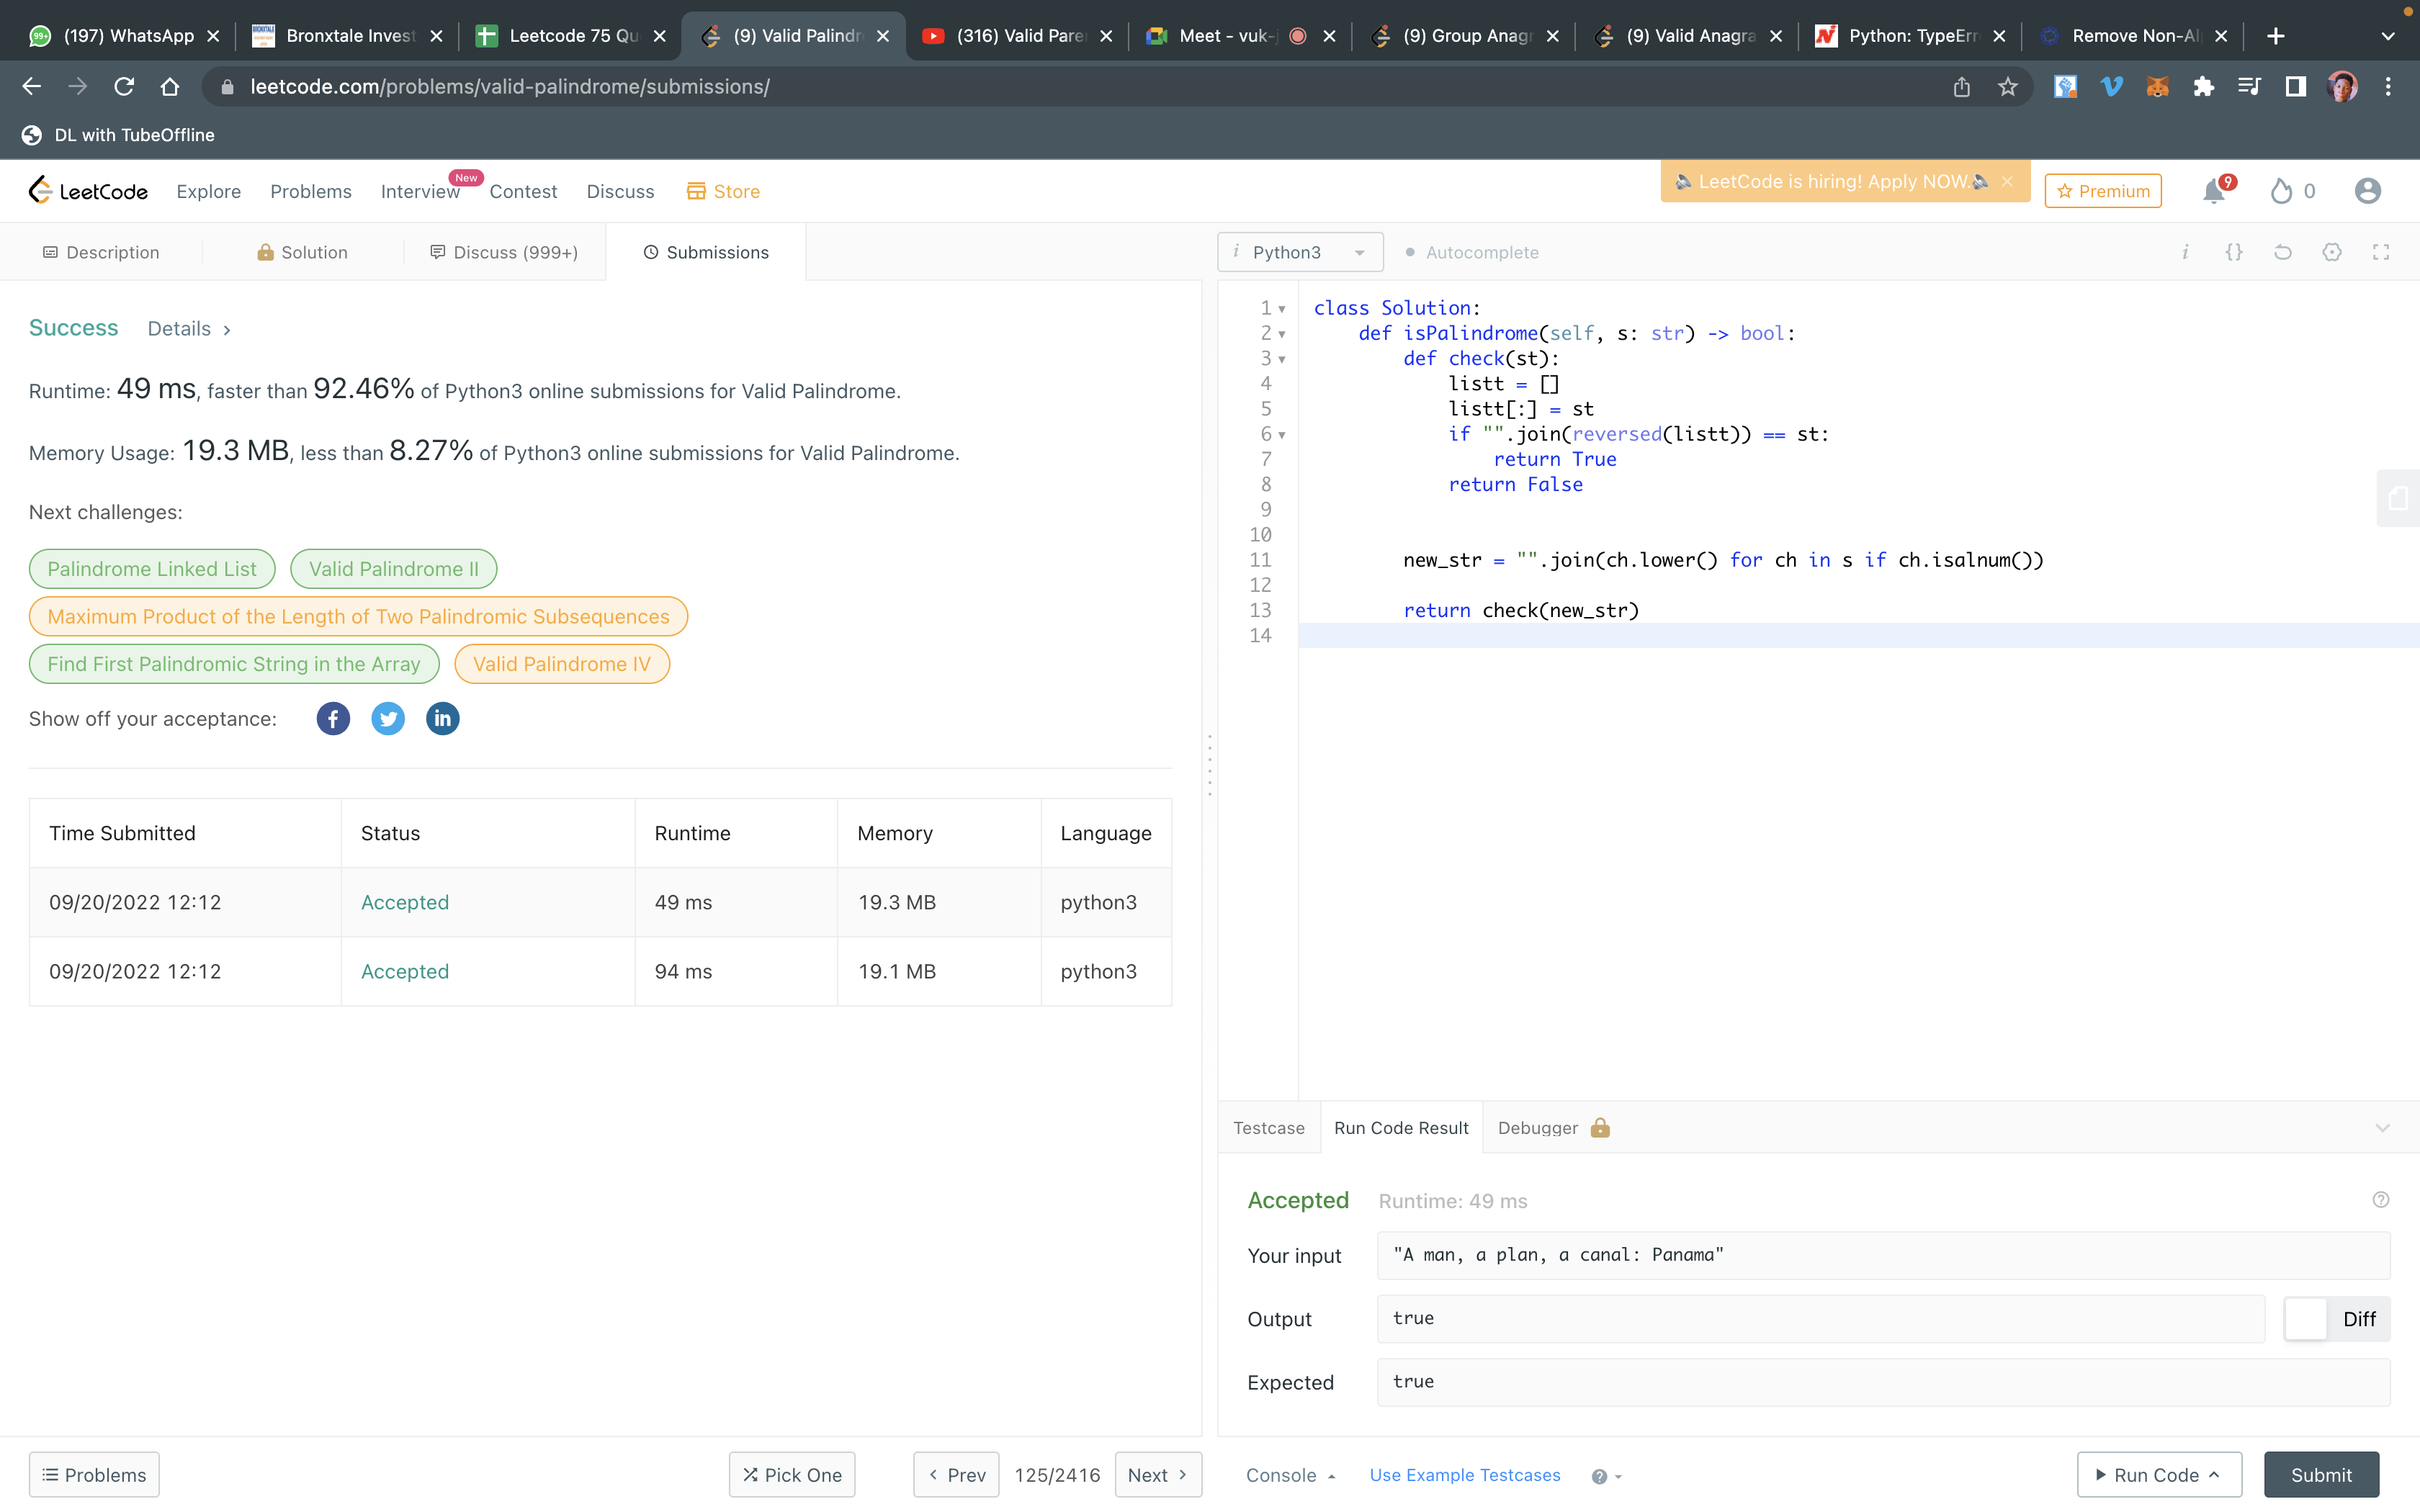 (197) WhatsApp
Bronxtale Invest
Leetcode 75 Qu
(9) Valid Palindr
(316) Valid Pare
Meet - vuk-j
(9) Group Anagr
(9) Valid Anagra
Python: TypeErr
Remove Non-Al
leetcode.com/problems/valid-palindrome/submissions/
DL with TubeOffline
LeetCode
Explore
Problems
Interview
New
Contest
Discuss
Store
LeetCode is hiring! Apply NOW.
Premium
9
0
Description
Solution
Discuss (999+)
Submissions
Success
Details
Runtime: 49 ms, faster than 92.46% of Python3 online submissions for Valid Palindrome.
Memory Usage: 19.3 MB, less than 8.27% of Python3 online submissions for Valid Palindrome.
Next challenges:
Palindrome Linked List
Valid Palindrome II
Maximum Product of the Length of Two Palindromic Subsequences
Find First Palindromic String in the Array
Valid Palindrome IV
Show off your acceptance:
Time Submitted Status Runtime Memory Language
09/20/2022 12:12 Accepted 49 ms 19.3 MB python3
09/20/2022 12:12 Accepted 94 ms 19.1 MB python3
Problems
Pick One
Prev
125/2416
Next
i Python3
Autocomplete
i {}
1 class Solution:
2 def isPalindrome(self, s: str) -> bool:
3 def check(st):
4 listt = []
5 listt[:] = st
6 if "".join(reversed(listt)) == st:
7 return True
8 return False
9
10
11 new_str = "".join(ch.lower() for ch in s if ch.isalnum())
12
13 return check(new_str)
14
Testcase
Run Code Result
Debugger
Accepted
Runtime: 49 ms
Your input
"A man, a plan, a canal: Panama"
Output
true
Diff
Expected
true
Console
Use Example Testcases
Run Code
Submit